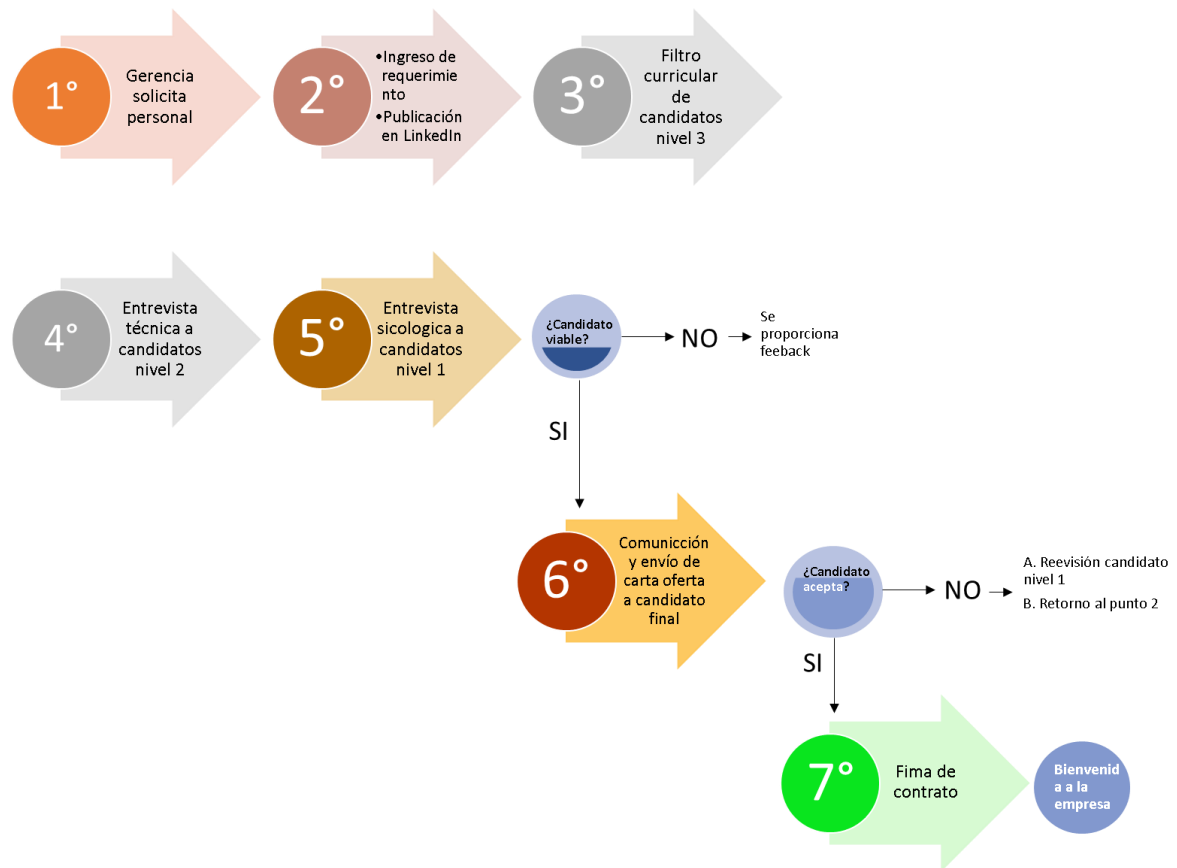 1°
Gerencia
solicita
personal
2°
•Ingreso de
requerimie
nto
•Publicación
en LinkedIn
3°
Filtro
curricular
de
candidatos
nivel 3
4°
Entrevista
técnica a
candidatos
nivel 2
5°
Entrevista
sicologica a
candidatos
nivel 1
¿Candidato
viable?
NO
Se
proporciona
feeback
SI
6°
Comunicción
y envío de
carta oferta
a candidato
final
¿Candidato
acepta?
NO
A. Reevisión candidato
nivel 1
B. Retorno al punto 2
SI
7°
Fima de
contrato
Bienvenid
a a la
empresa